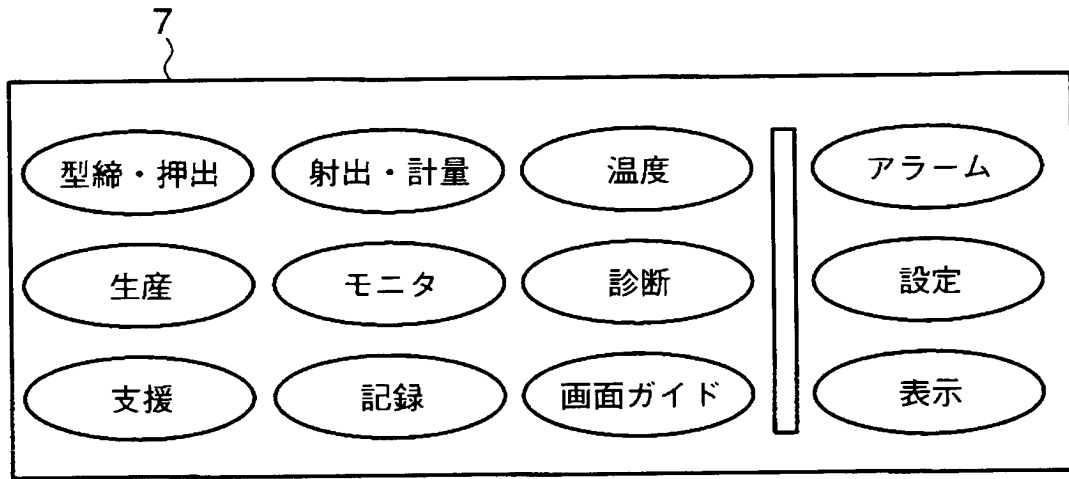 7
型締・押出 射出・計量 温度 アラーム
生産 モニタ 診断 設定
支援 記録 画面ガイド 表示